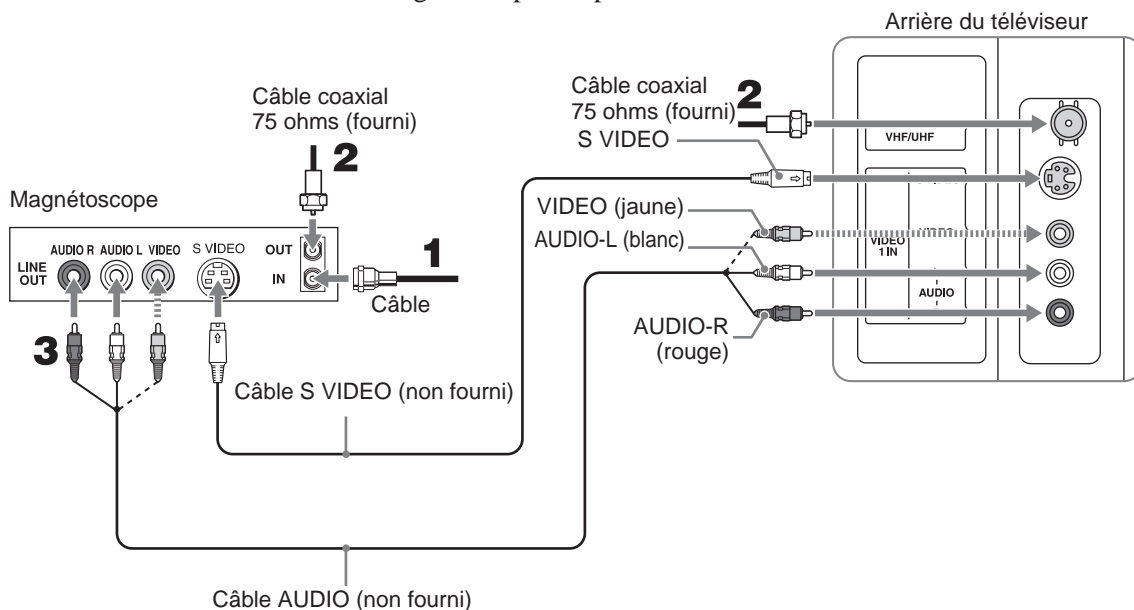 Arrière du téléviseur
Câble coaxial
75 ohms (fourni)
2
Câble coaxial
75 ohms (fourni)
2
S VIDEO
VHF/UHF
Magnétoscope
VIDEO (jaune)
AUDIO-L (blanc)
VIDEO
1 IN
AUDIO
AUDIO-R
(rouge)
LINE
OUT
AUDIO R
AUDIO L
VIDEO
S VIDEO
OUT
IN
1
Câble
3
Câble S VIDEO (non fourni)
Câble AUDIO (non fourni)